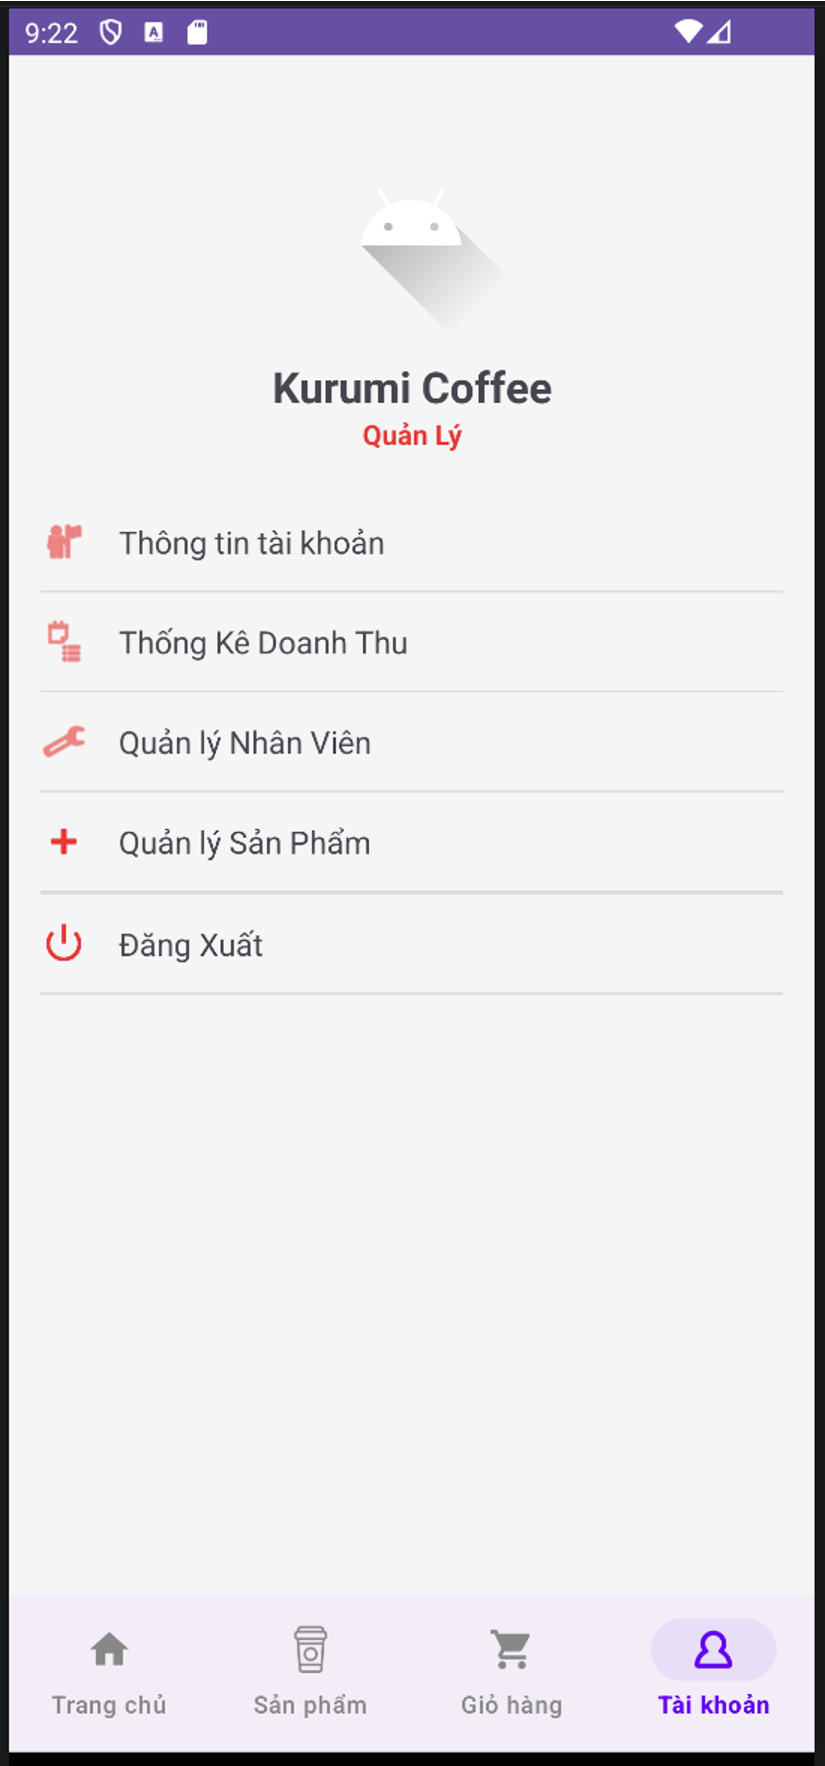 9:22
Kurumi Coffee
Quản Lý
Thông tin tài khoản
Thống Kê Doanh Thu
Quản lý Nhân Viên
Quản lý Sản Phẩm
Đăng Xuất
Trang chủ
Sản phẩm
Giỏ hàng
Tài khoản